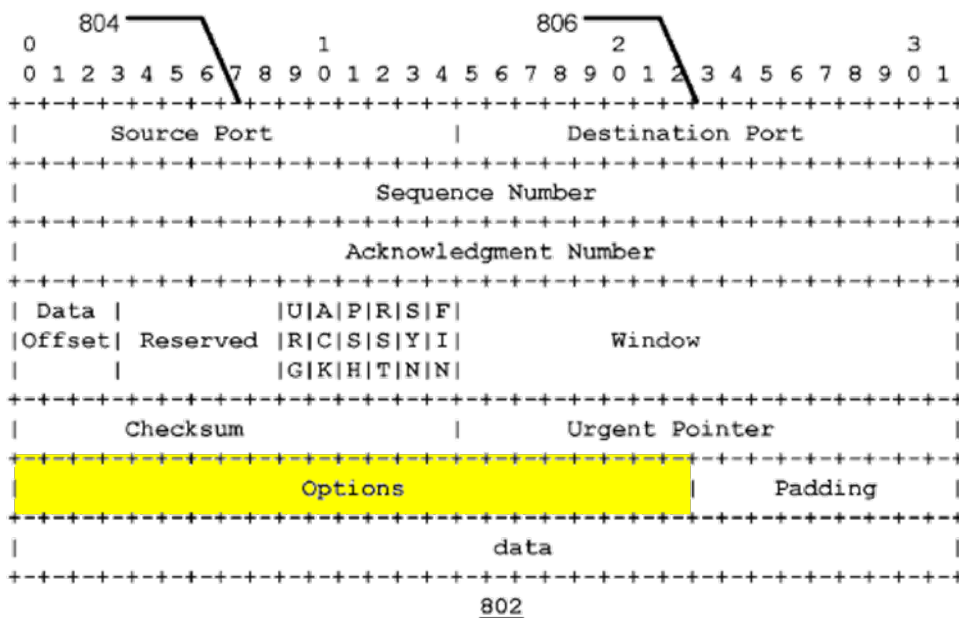 804 806
0 1 2 3
0 1 2 3 4 5 6 7 8 9 0 1 2 3 4 5 6 7 8 9 0 1 2 3 4 5 6 7 8 9 0 1
+-+-+-+-+-+-+-+-+-+-+-+-+-+-+-+-+-+-+-+-+-+-+-+-+-+-+-+-+-+-+-+-+
| Source Port | Destination Port |
+-+-+-+-+-+-+-+-+-+-+-+-+-+-+-+-+-+-+-+-+-+-+-+-+-+-+-+-+-+-+-+-+
| Sequence Number |
+-+-+-+-+-+-+-+-+-+-+-+-+-+-+-+-+-+-+-+-+-+-+-+-+-+-+-+-+-+-+-+-+
| Acknowledgment Number |
+-+-+-+-+-+-+-+-+-+-+-+-+-+-+-+-+-+-+-+-+-+-+-+-+-+-+-+-+-+-+-+-+
| Data | |U|A|P|R|S|F| |
|Offset| Reserved |R|C|S|S|Y|I| Window |
| | |G|K|H|T|N|N| |
+-+-+-+-+-+-+-+-+-+-+-+-+-+-+-+-+-+-+-+-+-+-+-+-+-+-+-+-+-+-+-+-+
| Checksum | Urgent Pointer |
+-+-+-+-+-+-+-+-+-+-+-+-+-+-+-+-+-+-+-+-+-+-+-+-+-+-+-+-+-+-+-+-+
| Options | Padding |
+-+-+-+-+-+-+-+-+-+-+-+-+-+-+-+-+-+-+-+-+-+-+-+-+-+-+-+-+-+-+-+-+
| data |
+-+-+-+-+-+-+-+-+-+-+-+-+-+-+-+-+-+-+-+-+-+-+-+-+-+-+-+-+-+-+-+-+
802